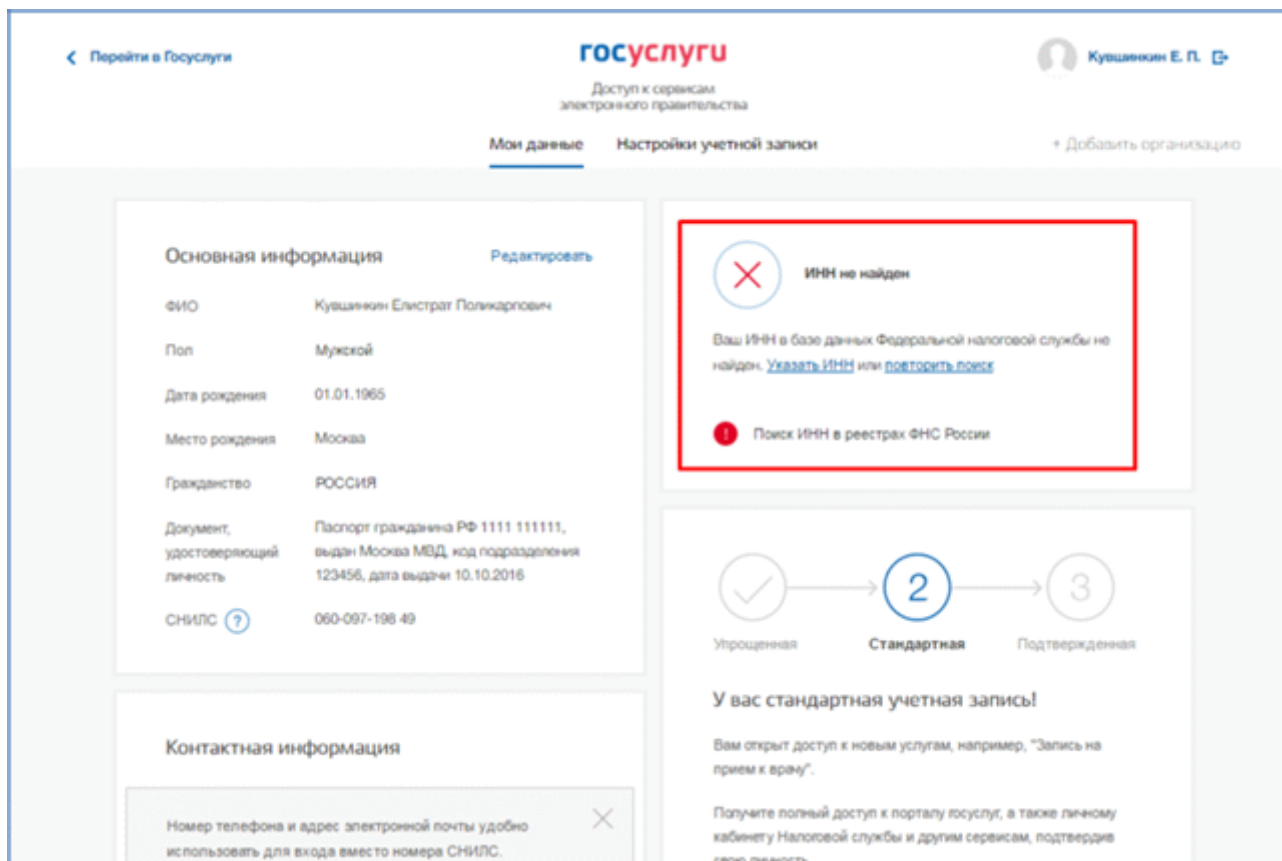 Перейти в Госуслуги
госуслуги
Кувшинкин Е. П.
Доступ к сервисам
электронного правительства
Мои данные
Настройки учетной записи
+ Добавить организацию
Основная информация
Редактировать
ФИО
Кувшинкин Елистрат Поликарпович
Пол
Мужской
Дата рождения
01.01.1965
Место рождения
Москва
Гражданство
РОССИЯ
Документ,
удостоверяющий
личность
Паспорт гражданина РФ 1111 111111,
выдан Москва МВД, код подразделения
123456, дата выдачи 10.10.2016
СНИЛС ?
060-097-198 49
Контактная информация
Номер телефона и адрес электронной почты удобно
использовать для входа вместо номера СНИЛС.
ИНН не найден
Ваш ИНН в базе данных Федеральной налоговой службы не
найден. Указать ИНН или повторить поиск
! Поиск ИНН в реестрах ФНС России
2
3
Упрощенная
Стандартная
Подтвержденная
У вас стандартная учетная запись!
Вам открыт доступ к новым услугам, например, "Запись на
прием к врачу".
Получите полный доступ к порталу госуслуг, а также личному
кабинету Налоговой службы и другим сервисам, подтвердив
свою личность